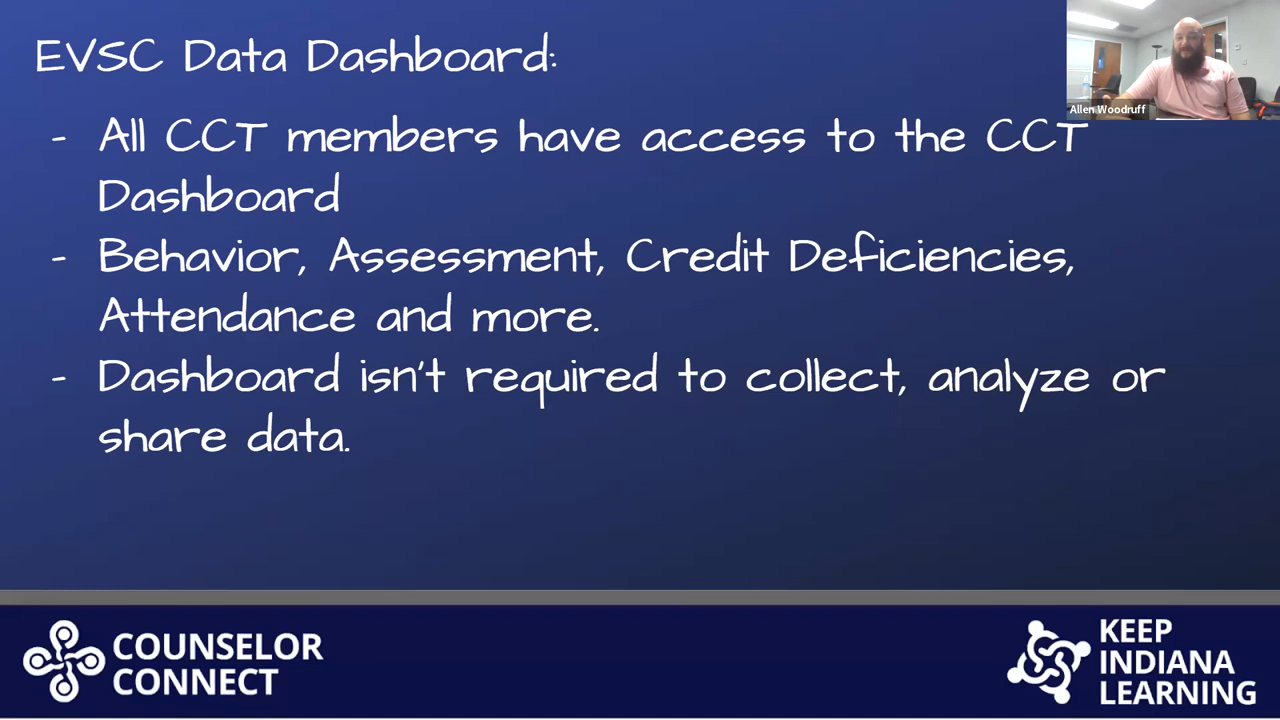 EVSC Data Dashboard:
Allen Woodruff
- All CCT members have access to the CCT
Dashboard
- Behavior, Assessment, Credit Deficiencies,
Attendance and more.
- Dashboard isn't required to collect, analyze or
share data.
COUNSELOR
CONNECT
KEEP
INDIANA
LEARNING